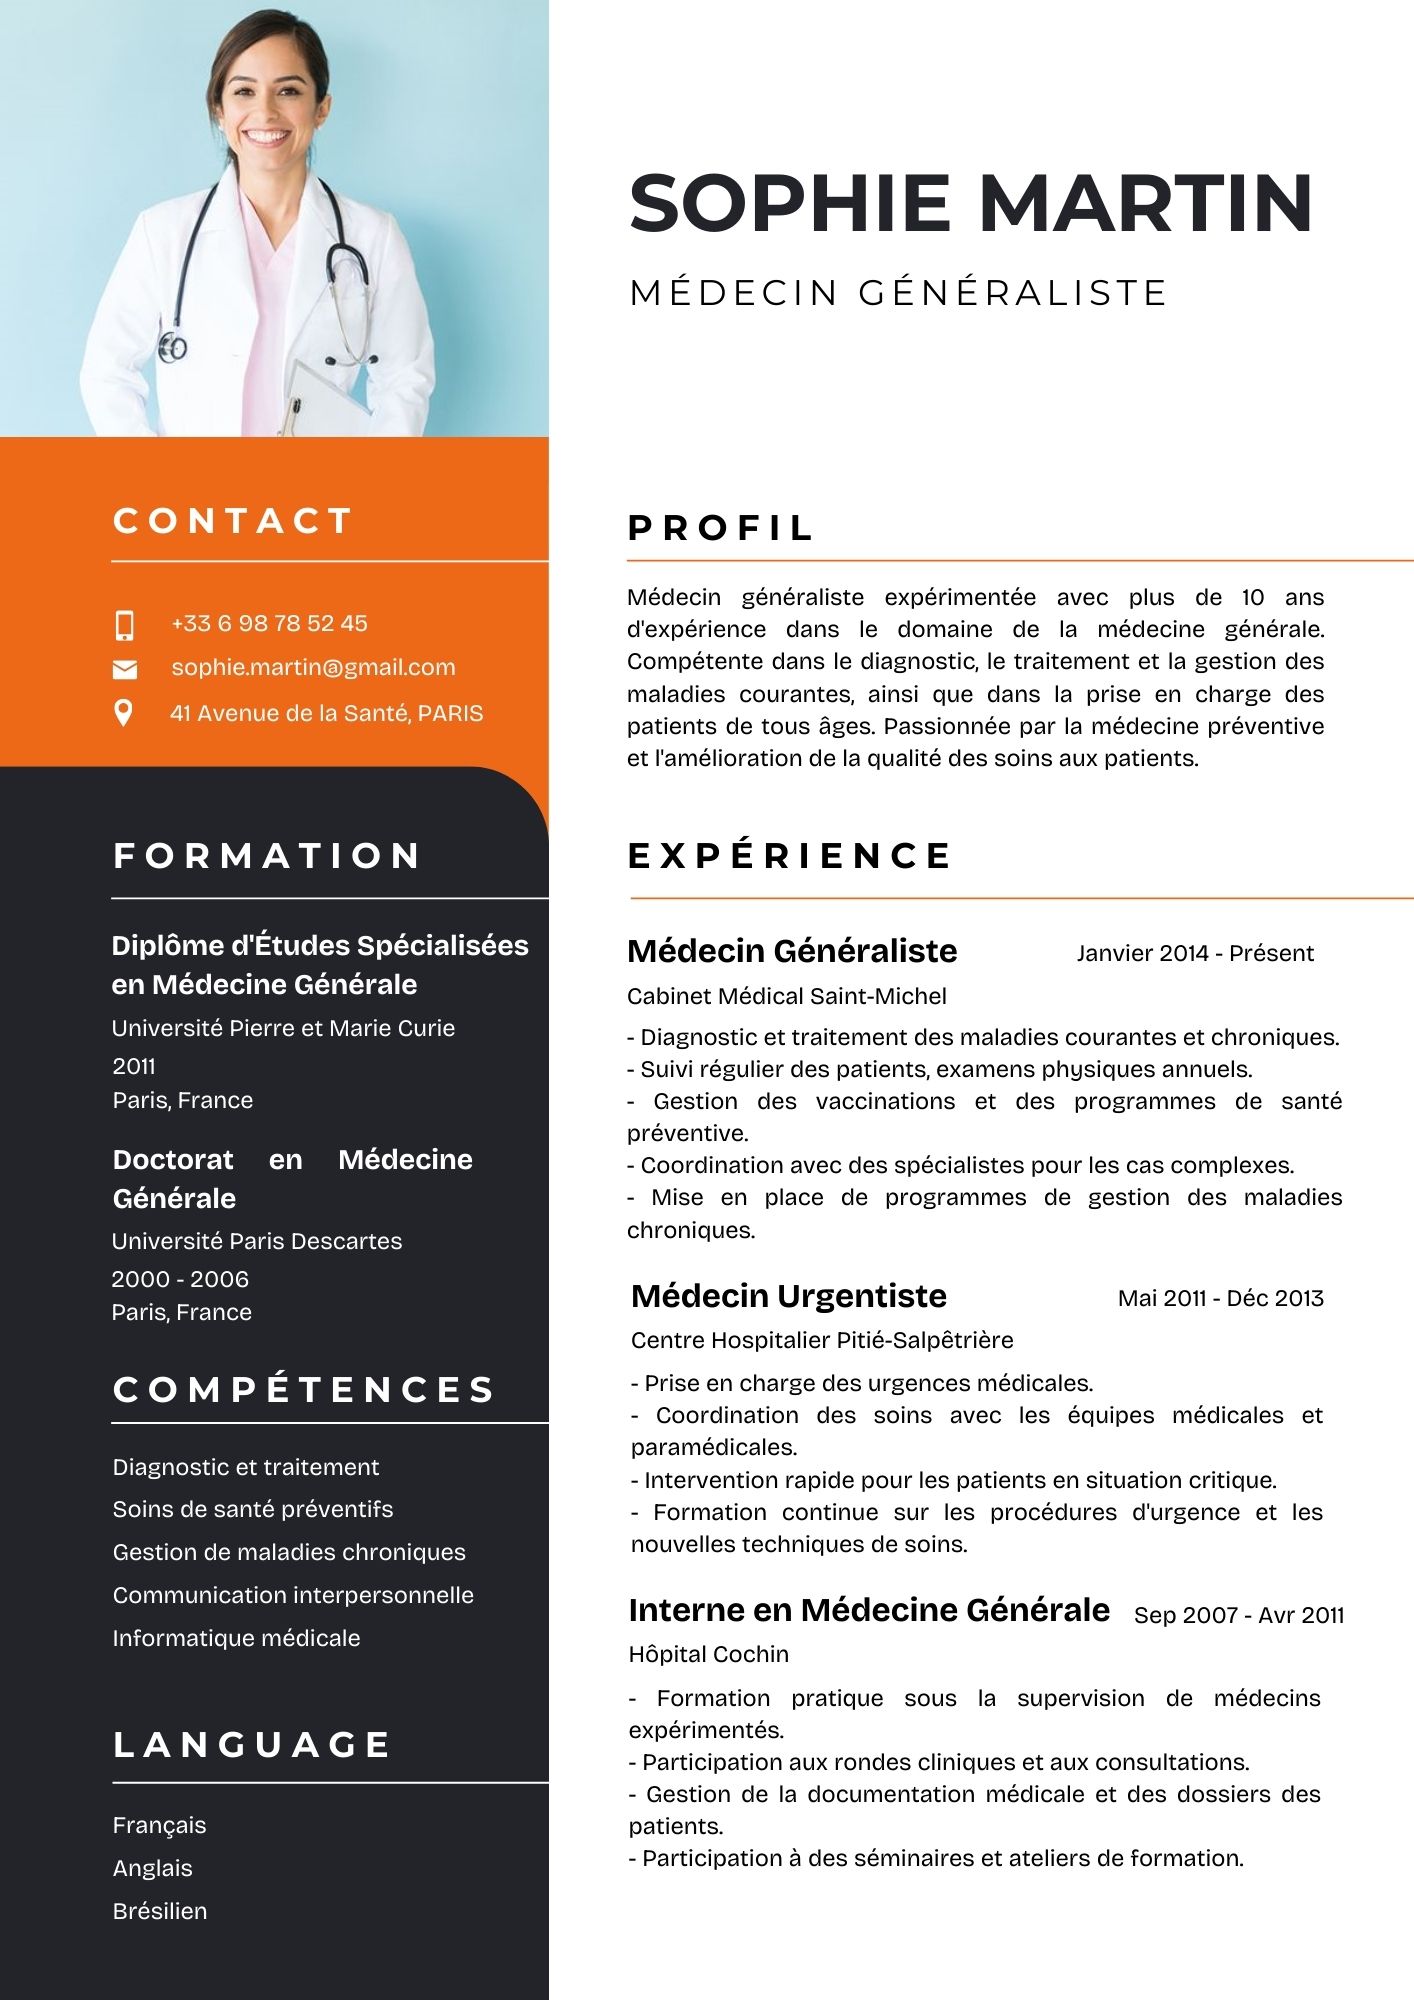 SOPHIE MARTIN
MÉDECIN GÉNÉRALISTE
CONTACT
+33 6 98 78 52 45
sophie.martin@gmail.com
41 Avenue de la Santé, PARIS
FORMATION
Diplôme d'Études Spécialisées
en Médecine Générale
Université Pierre et Marie Curie
2011
Paris, France
Doctorat en Médecine
Générale
Université Paris Descartes
2000 - 2006
Paris, France
COMPÉTENCES
Diagnostic et traitement
Soins de santé préventifs
Gestion de maladies chroniques
Communication interpersonnelle
Informatique médicale
LANGUAGE
Français
Anglais
Brésilien
PROFIL
Médecin généraliste expérimentée avec plus de 10 ans
d'expérience dans le domaine de la médecine générale.
Compétente dans le diagnostic, le traitement et la gestion des
maladies courantes, ainsi que dans la prise en charge des
patients de tous âges. Passionnée par la médecine préventive
et l'amélioration de la qualité des soins aux patients.
EXPÉRIENCE
Médecin Généraliste Janvier 2014 - Présent
Cabinet Médical Saint-Michel
- Diagnostic et traitement des maladies courantes et chroniques.
- Suivi régulier des patients, examens physiques annuels.
- Gestion des vaccinations et des programmes de santé
préventive.
- Coordination avec des spécialistes pour les cas complexes.
- Mise en place de programmes de gestion des maladies
chroniques.
Médecin Urgentiste Mai 2011 - Déc 2013
Centre Hospitalier Pitié-Salpêtrière
- Prise en charge des urgences médicales.
- Coordination des soins avec les équipes médicales et
paramédicales.
- Intervention rapide pour les patients en situation critique.
- Formation continue sur les procédures d'urgence et les
nouvelles techniques de soins.
Interne en Médecine Générale Sep 2007 - Avr 2011
Hôpital Cochin
- Formation pratique sous la supervision de médecins
expérimentés.
- Participation aux rondes cliniques et aux consultations.
- Gestion de la documentation médicale et des dossiers des
patients.
- Participation à des séminaires et ateliers de formation.